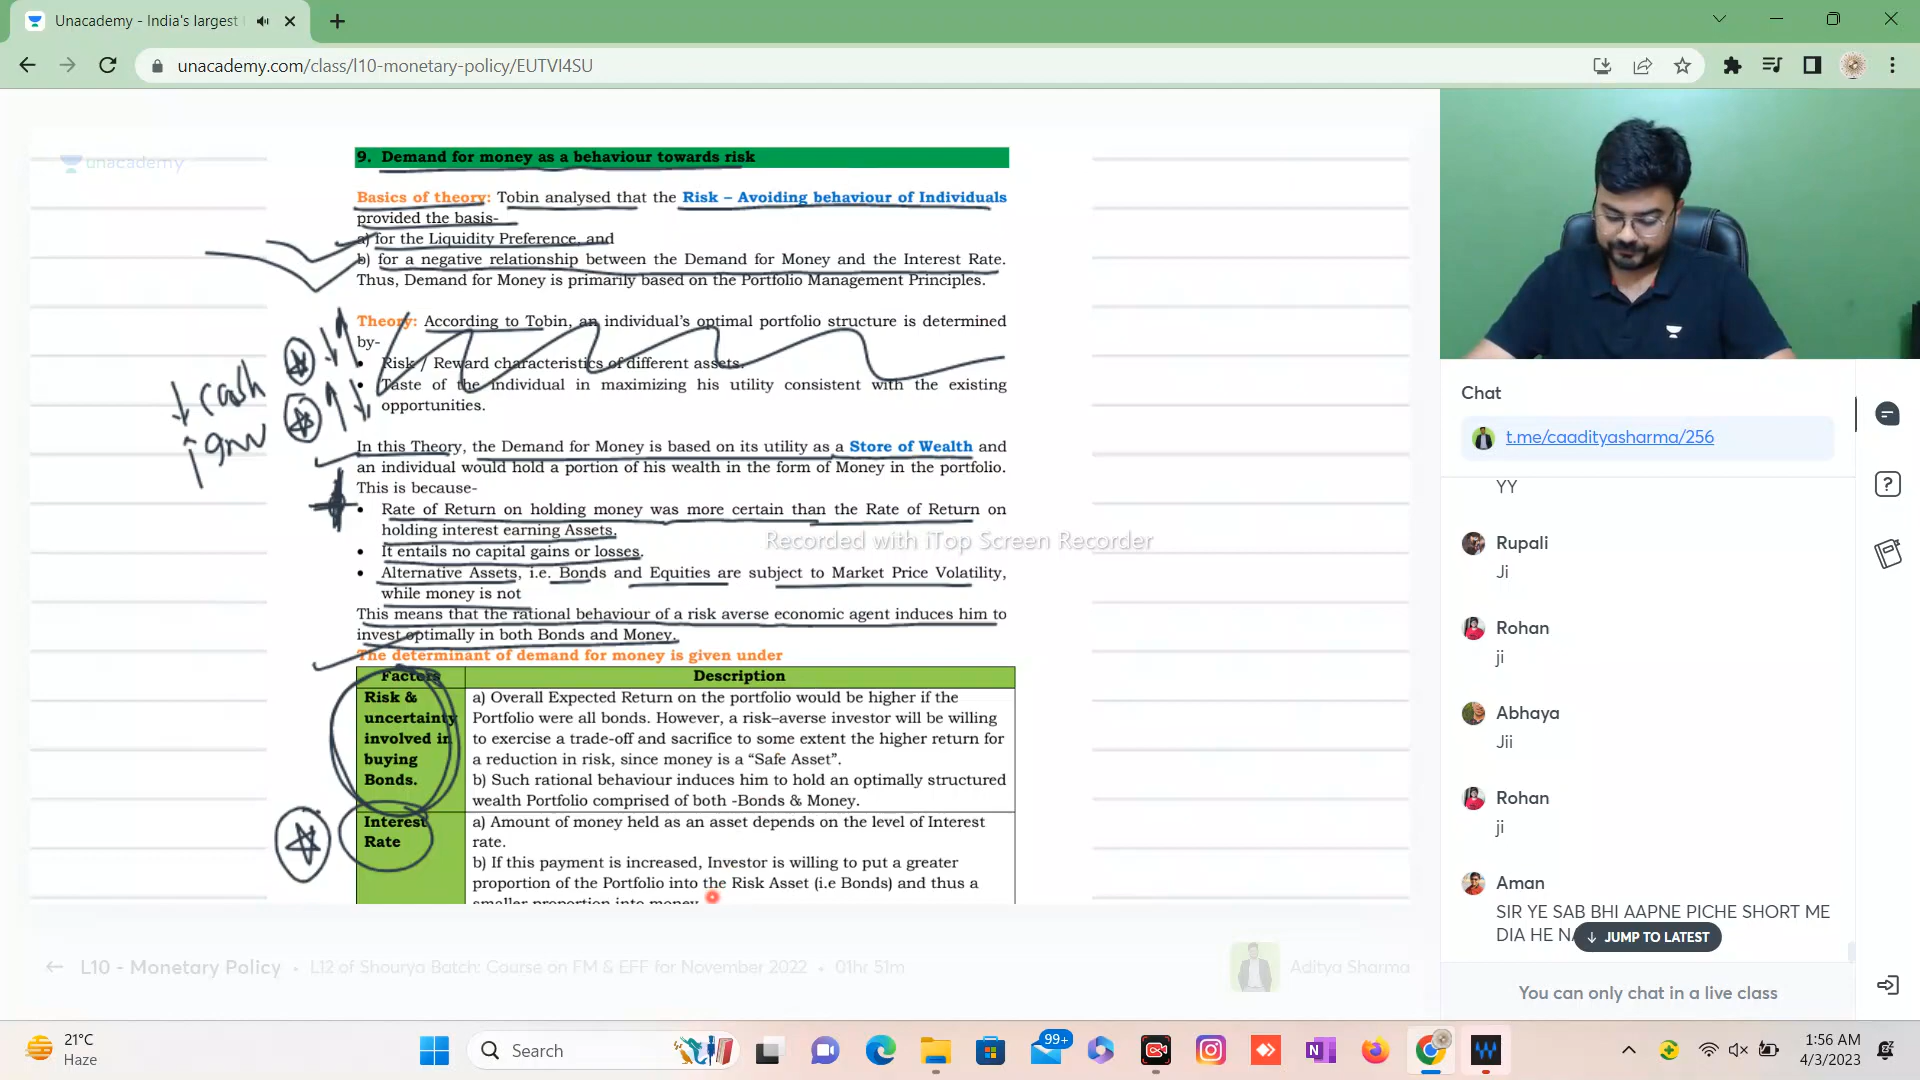 Unacademy - India's largest
unacademy.com/class/l10-monetary-policy/EUTVI4SU
unacademy
9. Demand for money as a behaviour towards risk
Basics of theory: Tobin analysed that the Risk – Avoiding behaviour of Individuals
provided the basis-
a) for the Liquidity Preference, and
b) for a negative relationship between the Demand for Money and the Interest Rate.
Thus, Demand for Money is primarily based on the Portfolio Management Principles.
Theory: According to Tobin, an individual's optimal portfolio structure is determined
by-
• Risk / Reward characteristics of different assets.
• Taste of the individual in maximizing his utility consistent with the existing
opportunities.
cash
In this Theory, the Demand for Money is based on its utility as a Store of Wealth and
an individual would hold a portion of his wealth in the form of Money in the portfolio.
This is because-
• Rate of Return on holding money was more certain than the Rate of Return on
holding interest earning Assets.
• It entails no capital gains or losses.
• Alternative Assets, i.e. Bonds and Equities are subject to Market Price Volatility,
while money is not
This means that the rational behaviour of a risk averse economic agent induces him to
invest optimally in both Bonds and Money.
The determinant of demand for money is given under
Factors Description
Risk &
uncertainty
involved in
buying
Bonds.
a) Overall Expected Return on the portfolio would be higher if the
Portfolio were all bonds. However, a risk–averse investor will be willing
to exercise a trade-off and sacrifice to some extent the higher return for
a reduction in risk, since money is a “Safe Asset”.
b) Such rational behaviour induces him to hold an optimally structured
wealth Portfolio comprised of both -Bonds & Money.
Interest
Rate
a) Amount of money held as an asset depends on the level of Interest
rate.
b) If this payment is increased, Investor is willing to put a greater
proportion of the Portfolio into the Risk Asset (i.e Bonds) and thus a
smaller proportion into money.
Recorded with iTop Screen Recorder
L10 - Monetary Policy • L12 of Shourya Batch: Course on FM & EFF for November 2022 • 01hr 51m
Aditya Sharma
Chat
t.me/caadityasharma/256
YY
Rupali
Ji
Rohan
ji
Abhaya
Jii
Rohan
ji
Aman
SIR YE SAB BHI AAPNE PICHE SHORT ME
DIA HE
JUMP TO LATEST
You can only chat in a live class
21°C
Haze
Search
99+
1:56 AM
4/3/2023